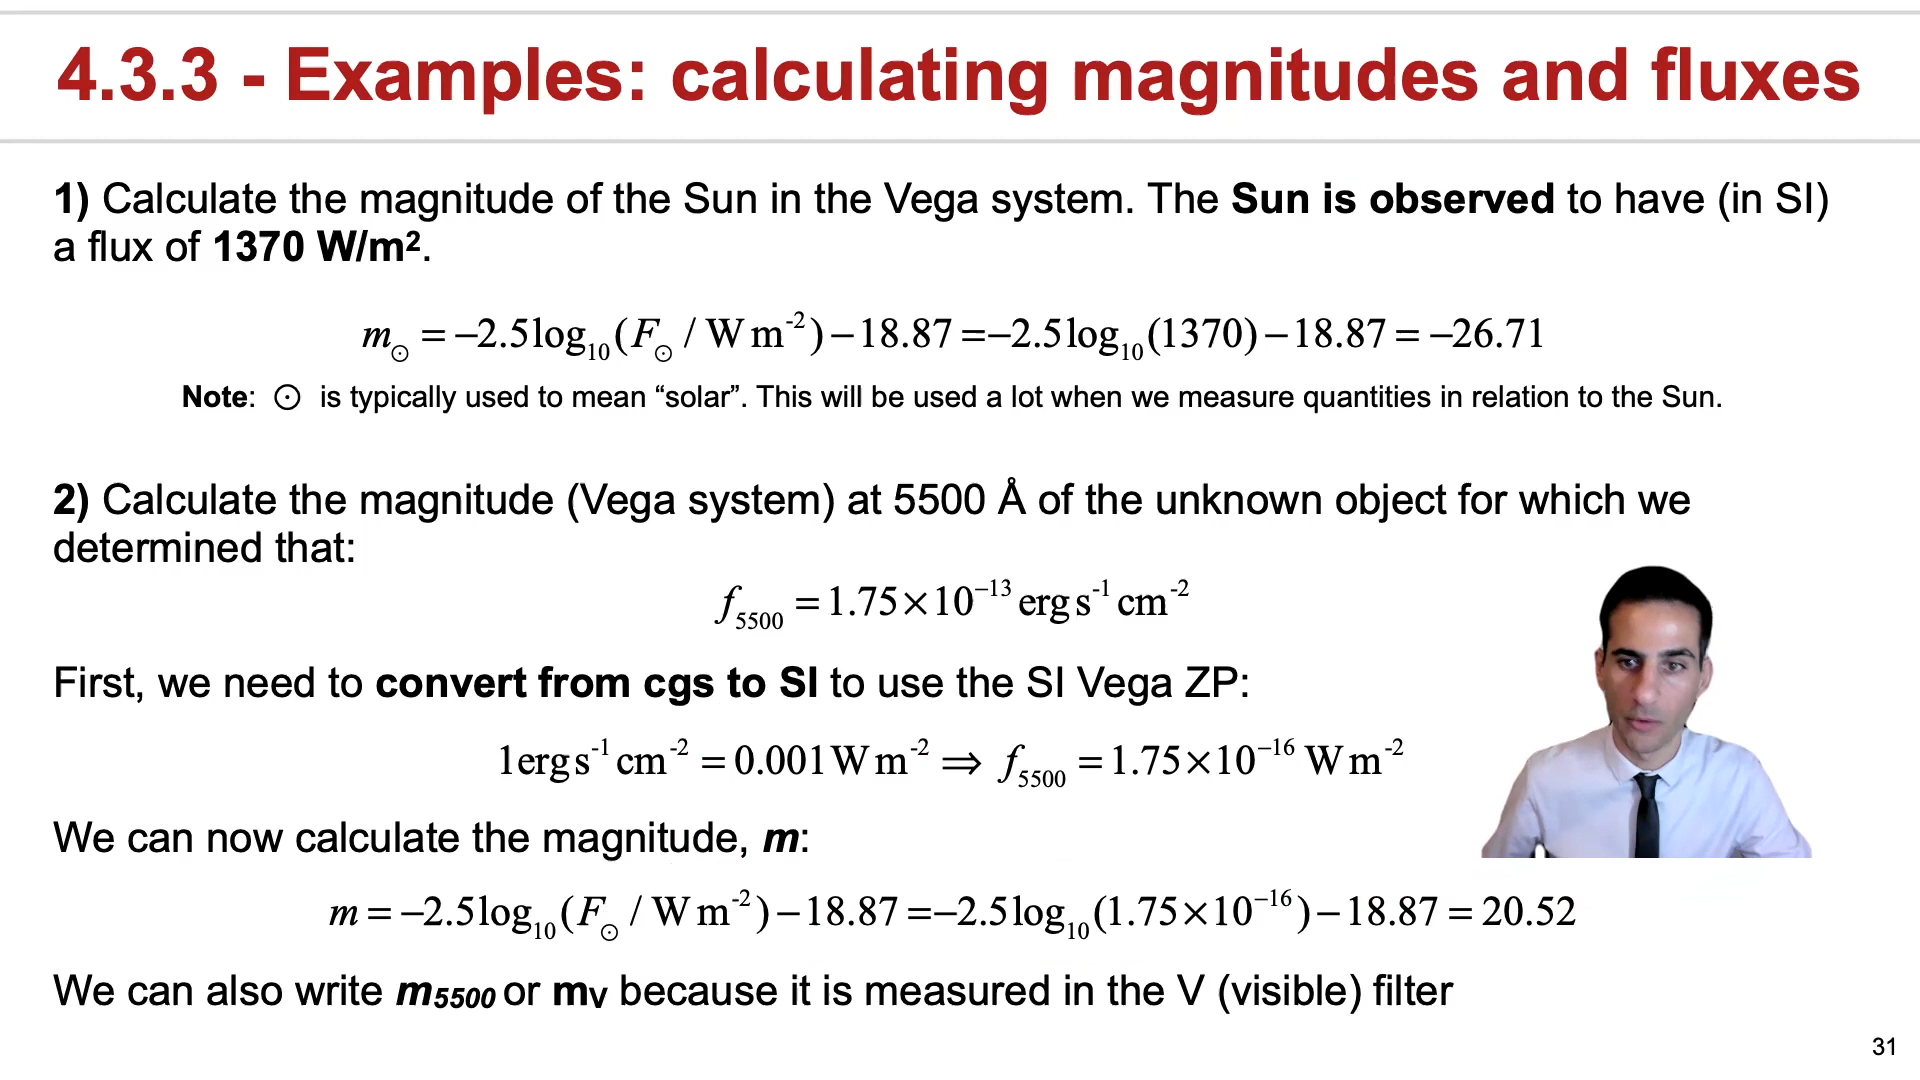 4.3.3 - Examples: calculating magnitudes and fluxes
1) Calculate the magnitude of the Sun in the Vega system. The Sun is observed to have (in SI)
a flux of 1370 W/m².
m⊙ = −2.5log₁₀(F⊙ / W m⁻²) − 18.87 = −2.5log₁₀(1370) − 18.87 = −26.71
Note: ⊙ is typically used to mean “solar”. This will be used a lot when we measure quantities in relation to the Sun.
2) Calculate the magnitude (Vega system) at 5500 Å of the unknown object for which we
determined that:
f₅₅₀₀ = 1.75×10⁻¹³ erg s⁻¹ cm⁻²
First, we need to convert from cgs to SI to use the SI Vega ZP:
1erg s⁻¹ cm⁻² = 0.001 W m⁻² ⇒ f₅₅₀₀ = 1.75×10⁻¹⁶ W m⁻²
We can now calculate the magnitude, m:
m = −2.5log₁₀(F⊙ / W m⁻²) − 18.87 = −2.5log₁₀(1.75×10⁻¹⁶) − 18.87 = 20.52
We can also write m₅₅₀₀ or mV because it is measured in the V (visible) filter
31